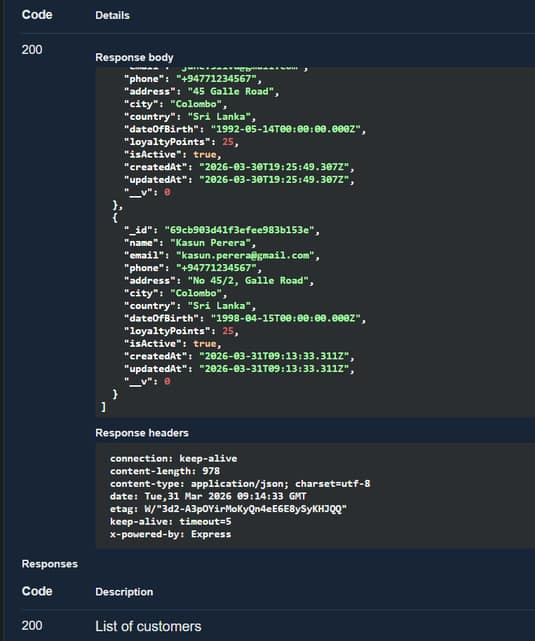 Code Details
200
Response body
"phone": "+94771234567",
"address": "45 Galle Road",
"city": "Colombo",
"country": "Sri Lanka",
"dateOfBirth": "1992-05-14T00:00:00.000Z",
"loyaltyPoints": 25,
"isActive": true,
"createdAt": "2026-03-30T19:25:49.307Z",
"updatedAt": "2026-03-30T19:25:49.307Z",
"__v": 0
},
{
"_id": "69cb903d41f3efee983b153e",
"name": "Kasun Perera",
"email": "kasun.perera@gmail.com",
"phone": "+94771234567",
"address": "No 45/2, Galle Road",
"city": "Colombo",
"country": "Sri Lanka",
"dateOfBirth": "1998-04-15T00:00:00.000Z",
"loyaltyPoints": 25,
"isActive": true,
"createdAt": "2026-03-31T09:13:33.311Z",
"updatedAt": "2026-03-31T09:13:33.311Z",
"__v": 0
}
]
Response headers
connection: keep-alive
content-length: 978
content-type: application/json; charset=utf-8
date: Tue,31 Mar 2026 09:14:33 GMT
etag: W/"3d2-A3pOYirMoKyQn4eE6E8ySyKHJQQ"
keep-alive: timeout=5
x-powered-by: Express
Responses
Code Description
200 List of customers